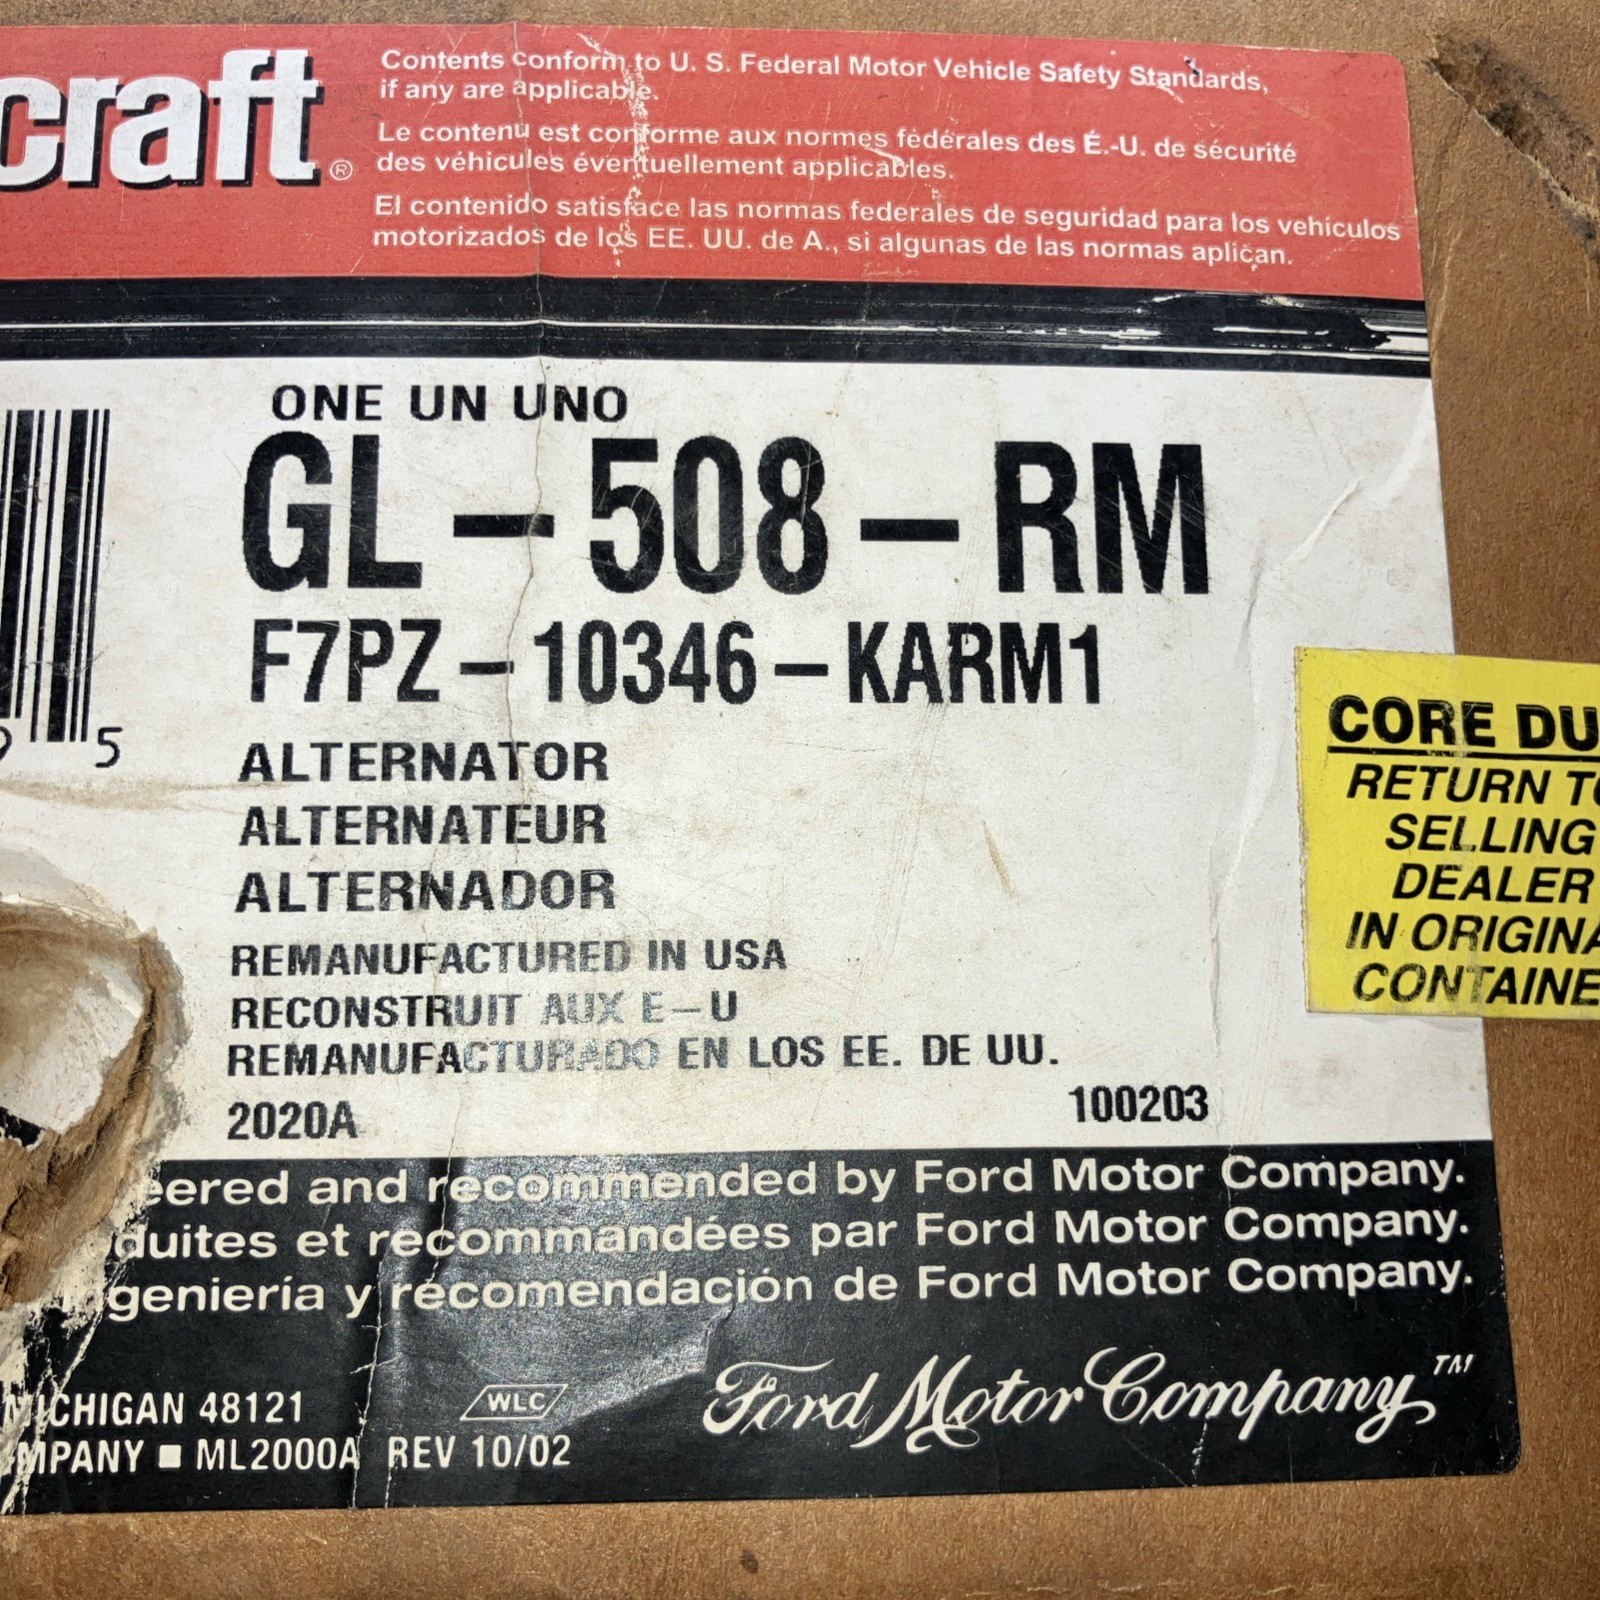 craft®
Contents conform to U. S. Federal Motor Vehicle Safety Standards,
if any are applicable.
Le contenu est conforme aux normes fédérales des É.-U. de sécurité
des véhicules éventuellement applicables.
El contenido satisface las normas federales de seguridad para los vehículos
motorizados de los EE. UU. de A., si algunas de las normas aplican.
ONE UN UNO
GL-508-RM
F7PZ-10346-KARM1
5
ALTERNATOR
ALTERNATEUR
ALTERNADOR
REMANUFACTURED IN USA
RECONSTRUIT AUX E-U
REMANUFACTURADO EN LOS EE. DE UU.
2020A 100203
CORE DU
RETURN TO
SELLING
DEALER
IN ORIGINA
CONTAINE
eered and recommended by Ford Motor Company.
duites et recommandées par Ford Motor Company.
geniería y recomendación de Ford Motor Company.
MICHIGAN 48121
WLC
MPANY ■ ML2000A REV 10/02
Ford Motor Company™